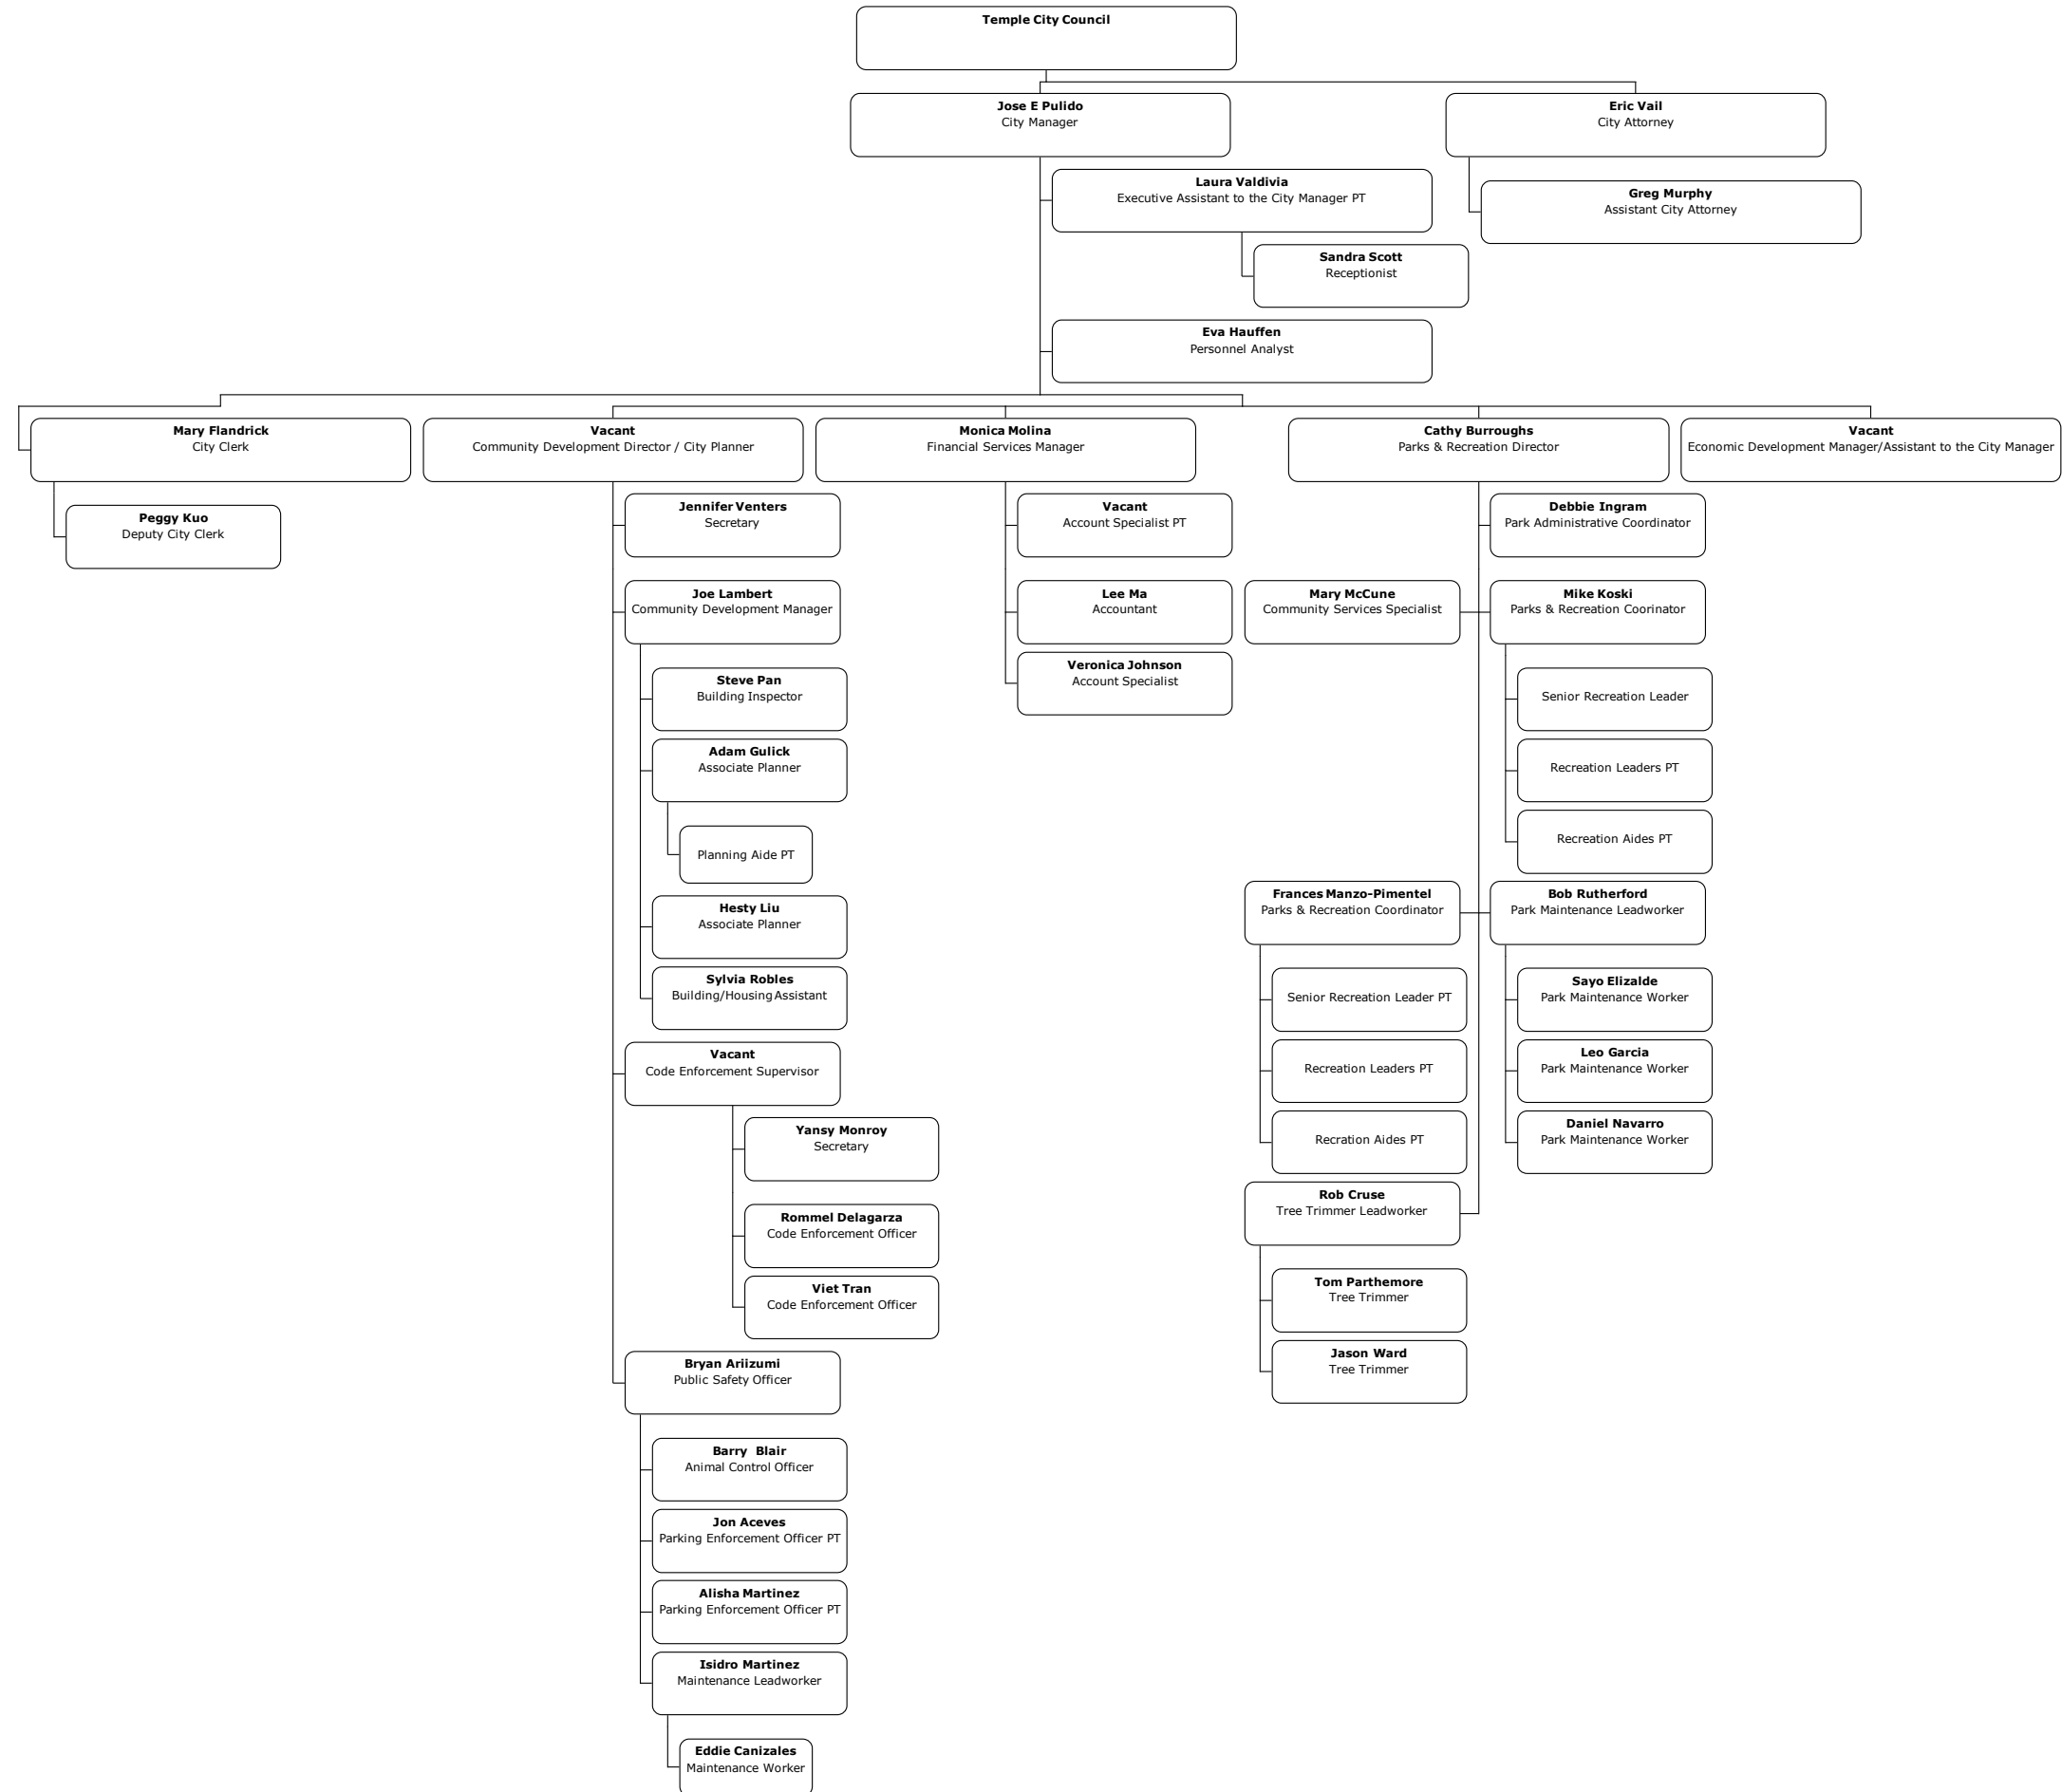 Temple City Council
Jose E Pulido
City Manager
Eric Vail
City Attorney
Laura Valdivia
Executive Assistant to the City Manager PT
Greg Murphy
Assistant City Attorney
Sandra Scott
Receptionist
Eva Hauffen
Personnel Analyst
Mary Flandrick
City Clerk
Peggy Kuo
Deputy City Clerk
Vacant
Community Development Director / City Planner
Jennifer Venters
Secretary
Joe Lambert
Community Development Manager
Steve Pan
Building Inspector
Adam Gulick
Associate Planner
Planning Aide PT
Hesty Liu
Associate Planner
Sylvia Robles
Building/Housing Assistant
Vacant
Code Enforcement Supervisor
Yansy Monroy
Secretary
Rommel Delagarza
Code Enforcement Officer
Viet Tran
Code Enforcement Officer
Bryan Ariizumi
Public Safety Officer
Barry Blair
Animal Control Officer
Jon Aceves
Parking Enforcement Officer PT
Alisha Martinez
Parking Enforcement Officer PT
Isidro Martinez
Maintenance Leadworker
Eddie Canizales
Maintenance Worker
Monica Molina
Financial Services Manager
Vacant
Account Specialist PT
Lee Ma
Accountant
Veronica Johnson
Account Specialist
Cathy Burroughs
Parks & Recreation Director
Debbie Ingram
Park Administrative Coordinator
Mary McCune
Community Services Specialist
Mike Koski
Parks & Recreation Coorinator
Senior Recreation Leader
Recreation Leaders PT
Recreation Aides PT
Frances Manzo-Pimentel
Parks & Recreation Coordinator
Senior Recreation Leader PT
Recreation Leaders PT
Recration Aides PT
Bob Rutherford
Park Maintenance Leadworker
Sayo Elizalde
Park Maintenance Worker
Leo Garcia
Park Maintenance Worker
Daniel Navarro
Park Maintenance Worker
Rob Cruse
Tree Trimmer Leadworker
Tom Parthemore
Tree Trimmer
Jason Ward
Tree Trimmer
Vacant
Economic Development Manager/Assistant to the City Manager